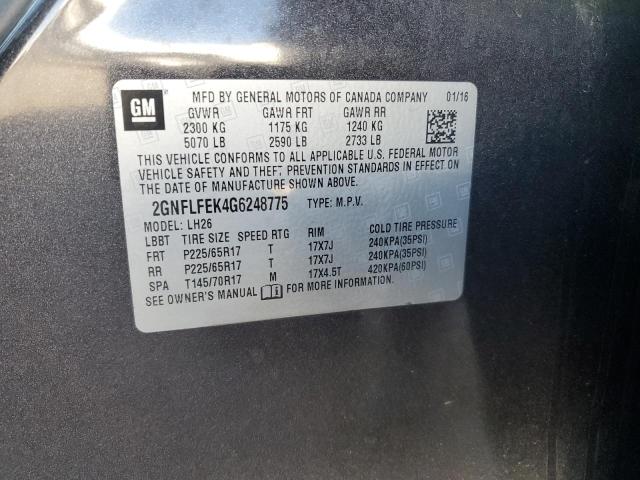 GM
MFD BY GENERAL MOTORS OF CANADA COMPANY 01/16
GVWR GAWR FRT GAWR RR
2300 KG 1175 KG 1240 KG
5070 LB 2590 LB 2733 LB
THIS VEHICLE CONFORMS TO ALL APPLICABLE U.S. FEDERAL MOTOR
VEHICLE SAFETY AND THEFT PREVENTION STANDARDS IN EFFECT ON
THE DATE OF MANUFACTURE SHOWN ABOVE.
2GNFLFEK4G6248775 TYPE: M.P.V.
MODEL: LH26
LBBT TIRE SIZE SPEED RTG RIM COLD TIRE PRESSURE
FRT P225/65R17 T 17X7J 240KPA(35PSI)
RR P225/65R17 T 17X7J 240KPA(35PSI)
SPA T145/70R17 M 17X4.5T 420KPA(60PSI)
SEE OWNER'S MANUAL FOR MORE INFORMATION.